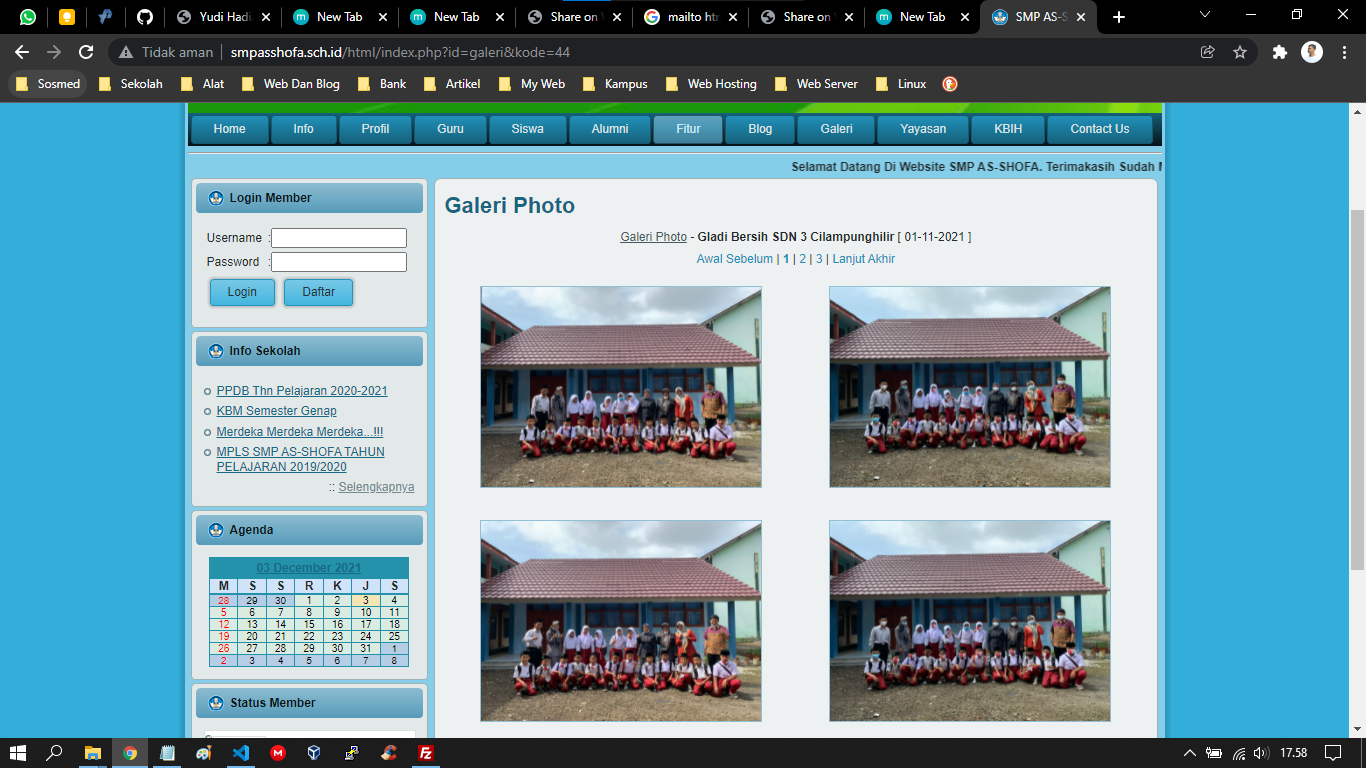 Yudi Hadi
New Tab
New Tab
Share on
mailto htr
Share on
New Tab
SMP AS-S
Tidak aman
smpasshofa.sch.id/html/index.php?id=galeri&kode=44
Sosmed Sekolah Alat Web Dan Blog Bank Artikel My Web Kampus Web Hosting Web Server Linux
Home Info Profil Guru Siswa Alumni Fitur Blog Galeri Yayasan KBIH Contact Us
Selamat Datang Di Website SMP AS-SHOFA. Terimakasih Sudah
Login Member
Username :
Password :
Login Daftar
Info Sekolah
PPDB Thn Pelajaran 2020-2021
KBM Semester Genap
Merdeka Merdeka Merdeka...!!!
MPLS SMP AS-SHOFA TAHUN
PELAJARAN 2019/2020
:: Selengkapnya
Agenda
03 December 2021
M S S R K J S
28 29 30 1 2 3 4
5 6 7 8 9 10 11
12 13 14 15 16 17 18
19 20 21 22 23 24 25
26 27 28 29 30 31 1
2 3 4 5 6 7 8
Status Member
Galeri Photo
Galeri Photo - Gladi Bersih SDN 3 Cilampunghilir [ 01-11-2021 ]
Awal Sebelum | 1 | 2 | 3 | Lanjut Akhir
17.58